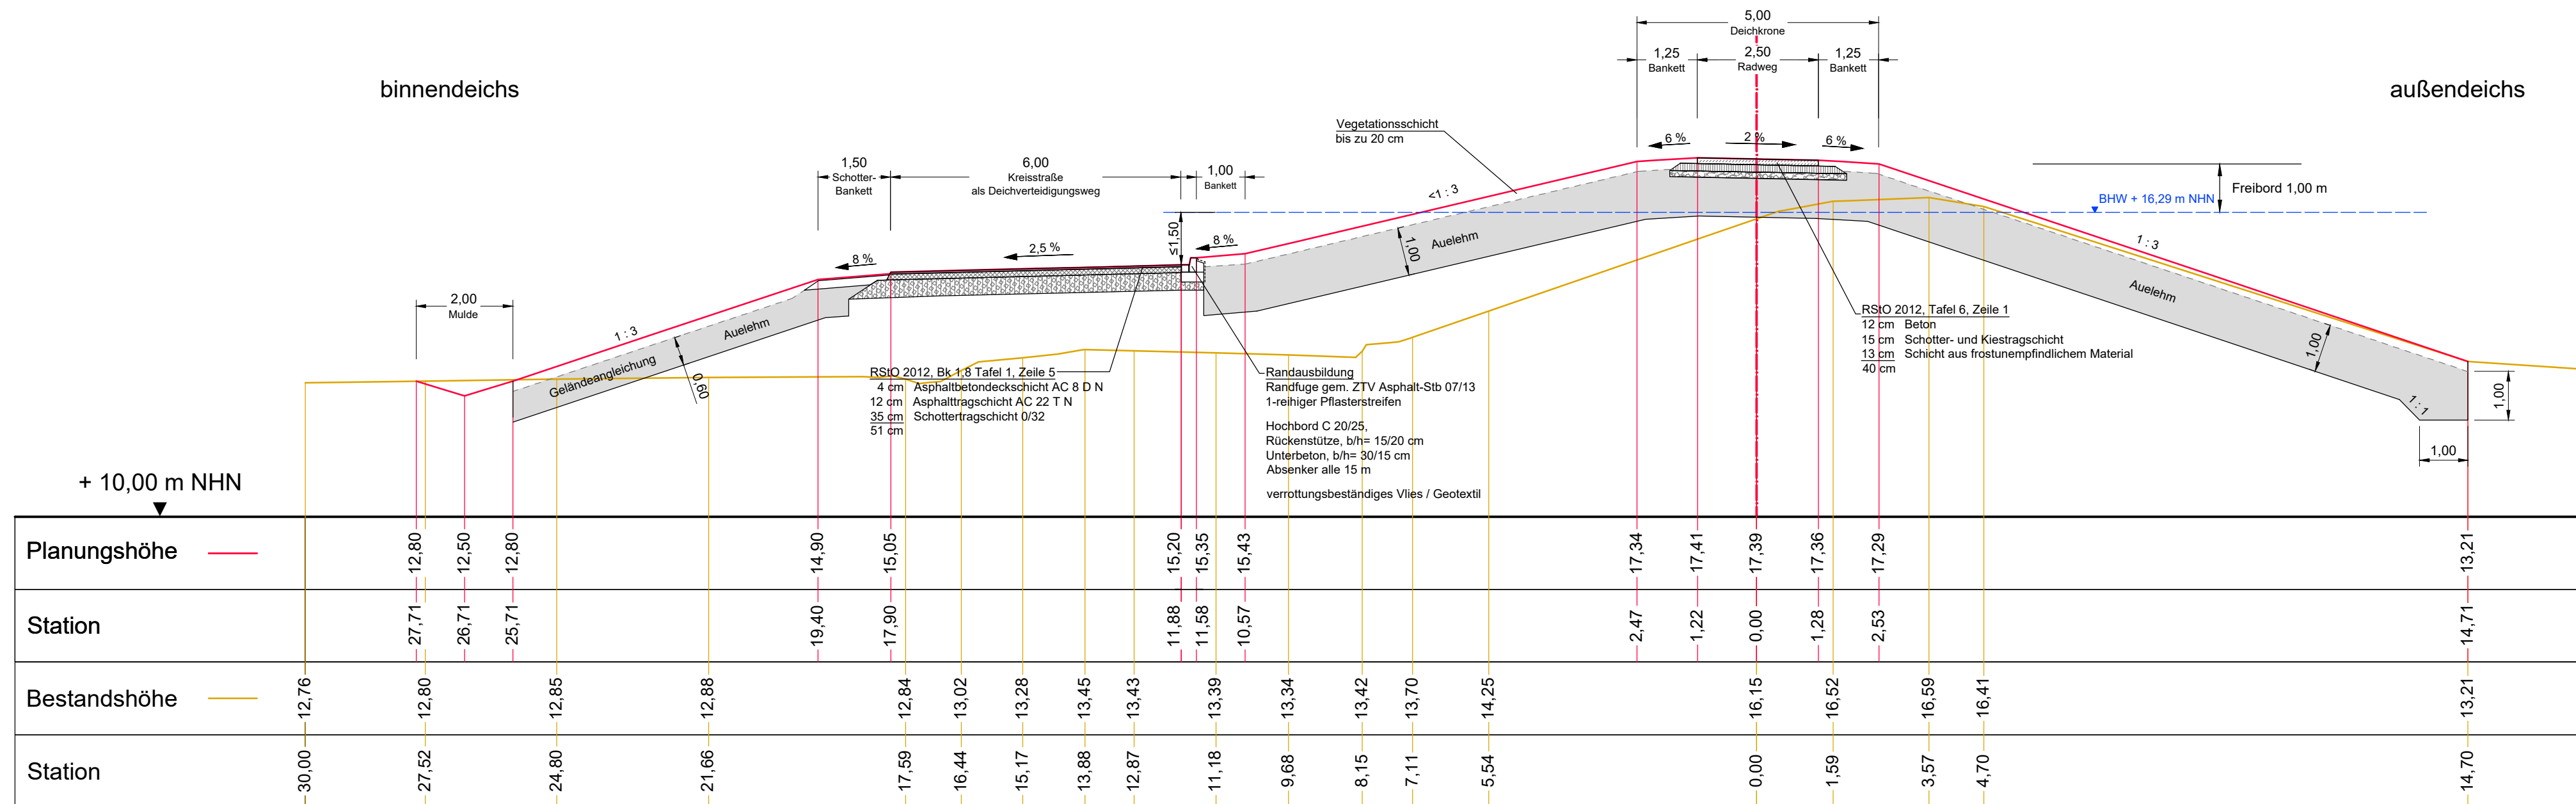 5,00
Deichkrone
1,25
Bankett
2,50
Radweg
1,25
Bankett
binnendeichs
außendeichs
Vegetationsschicht
bis zu 20 cm
6 %
2 %
6 %
1,50
Schotter-
Bankett
6,00
Kreisstraße
als Deichverteidigungsweg
1,00
Bankett
<1 : 3
Freibord 1,00 m
BHW + 16,29 m NHN
≤1,50
8 %
2,5 %
8 %
1,00
Auelehm
1 : 3
2,00
Mulde
1 : 3
Auelehm
Geländeangleichung
0,60
Auelehm
1,00
1 : 1
1,00
1,00
RStO 2012, Tafel 6, Zeile 1
12 cm Beton
15 cm Schotter- und Kiestragschicht
13 cm Schicht aus frostunempfindlichem Material
40 cm
RStO 2012, Bk 1,8 Tafel 1, Zeile 5
4 cm Asphaltbetondeckschicht AC 8 D N
12 cm Asphalttragschicht AC 22 T N
35 cm Schottertragschicht 0/32
51 cm
Randausbildung
Randfuge gem. ZTV Asphalt-Stb 07/13
1-reihiger Pflasterstreifen
Hochbord C 20/25,
Rückenstütze, b/h= 15/20 cm
Unterbeton, b/h= 30/15 cm
Absenker alle 15 m
verrottungsbeständiges Vlies / Geotextil
+ 10,00 m NHN
Planungshöhe 12,80 12,50 12,80 14,90 15,05 15,20 15,35 15,43 17,34 17,41 17,39 17,36 17,29 13,21
Station 27,71 26,71 25,71 19,40 17,90 11,88 11,58 10,57 2,47 1,22 0,00 1,28 2,53 14,71
Bestandshöhe 12,76 12,80 12,85 12,88 12,84 13,02 13,28 13,45 13,43 13,39 13,34 13,42 13,70 14,25 16,15 16,52 16,59 16,41 13,21
Station 30,00 27,52 24,80 21,66 17,59 16,44 15,17 13,88 12,87 11,18 9,68 8,15 7,11 5,54 0,00 1,59 3,57 4,70 14,70